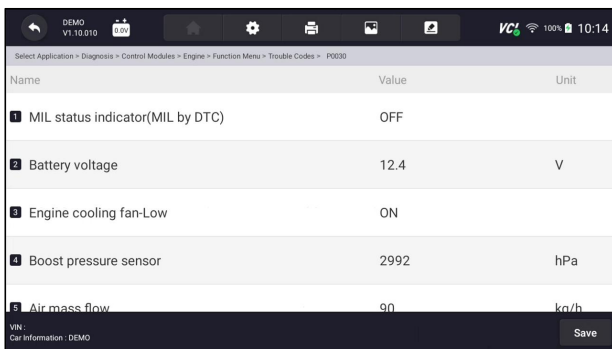 DEMO
V1.10.010
0.0V
VCI 100% 10:14
Select Application > Diagnosis > Control Modules > Engine > Function Menu > Trouble Codes > P0030
Name Value Unit
1 MIL status indicator(MIL by DTC) OFF
2 Battery voltage 12.4 V
3 Engine cooling fan-Low ON
4 Boost pressure sensor 2992 hPa
5 Air mass flow 90 kg/h
VIN :
Car Information : DEMO
Save